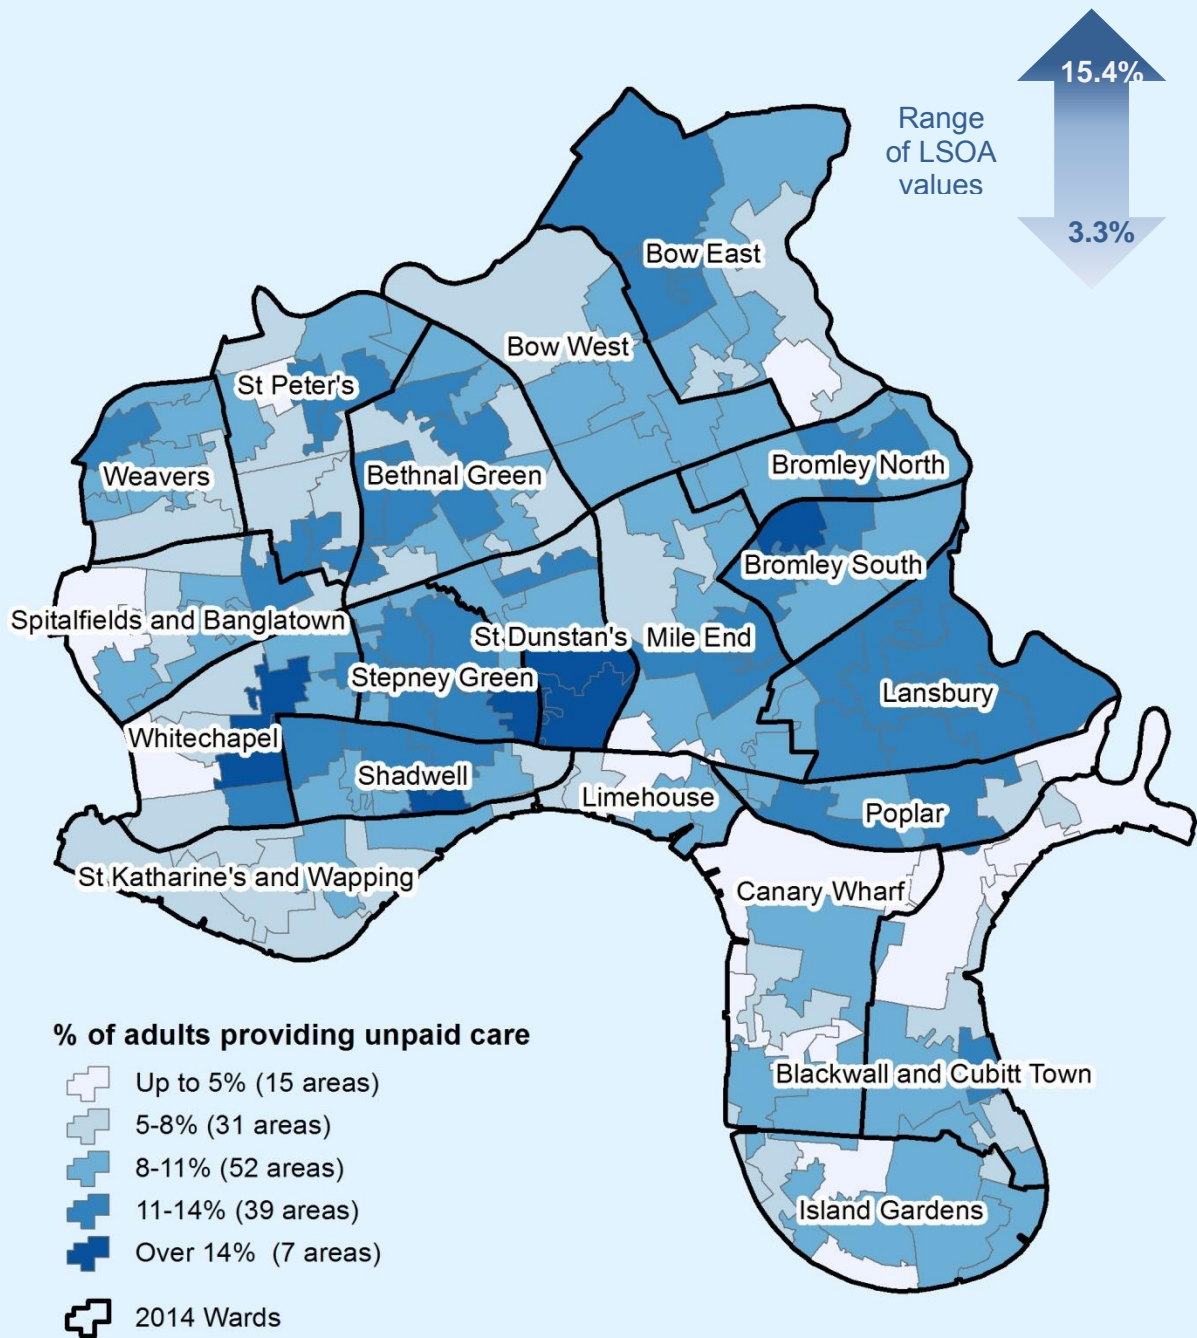 15.4%
Range
of LSOA
values
3.3%
Bow East
Bow West
St Peter's
Weavers
Bethnal Green
Bromley North
Bromley South
Spitalfields and Banglatown
St Dunstan's
Mile End
Stepney Green
Lansbury
Whitechapel
Shadwell
Limehouse
Poplar
St Katharine's and Wapping
Canary Wharf
Blackwall and Cubitt Town
Island Gardens
% of adults providing unpaid care
Up to 5% (15 areas)
5-8% (31 areas)
8-11% (52 areas)
11-14% (39 areas)
Over 14% (7 areas)
2014 Wards